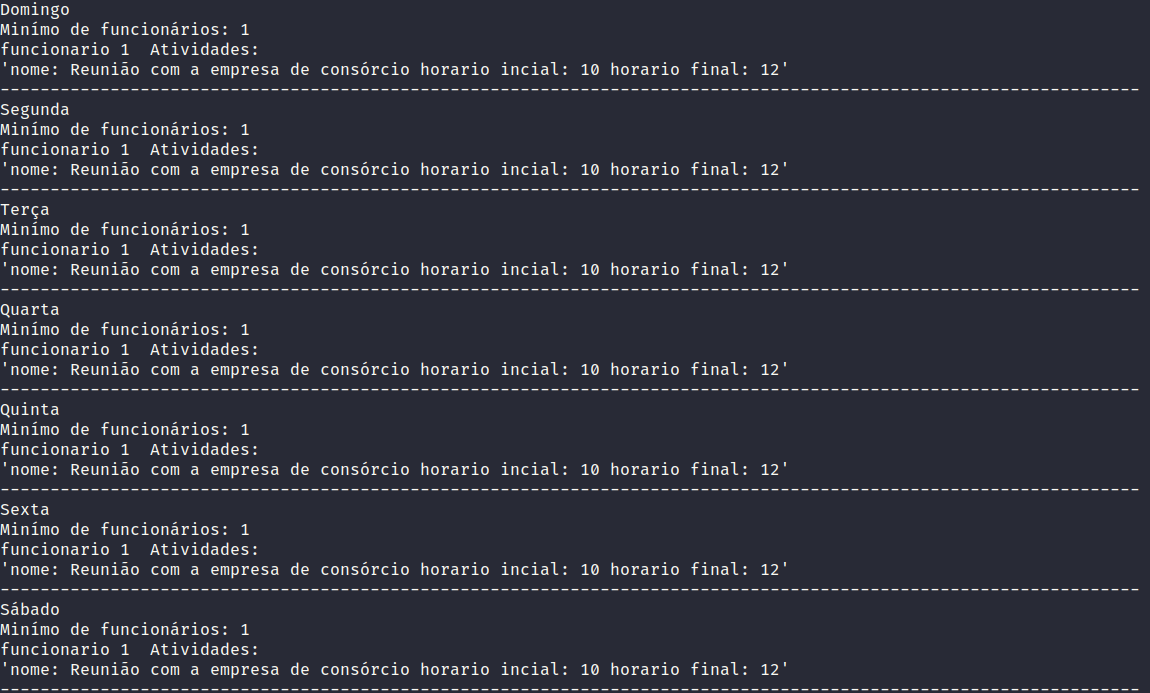 Domingo
Minímo de funcionários: 1
funcionario 1  Atividades:
'nome: Reunião com a empresa de consórcio horario incial: 10 horario final: 12'
------------------------------------------------------------------------------------------------------------------
Segunda
Minímo de funcionários: 1
funcionario 1  Atividades:
'nome: Reunião com a empresa de consórcio horario incial: 10 horario final: 12'
------------------------------------------------------------------------------------------------------------------
Terça
Minímo de funcionários: 1
funcionario 1  Atividades:
'nome: Reunião com a empresa de consórcio horario incial: 10 horario final: 12'
------------------------------------------------------------------------------------------------------------------
Quarta
Minímo de funcionários: 1
funcionario 1  Atividades:
'nome: Reunião com a empresa de consórcio horario incial: 10 horario final: 12'
------------------------------------------------------------------------------------------------------------------
Quinta
Minímo de funcionários: 1
funcionario 1  Atividades:
'nome: Reunião com a empresa de consórcio horario incial: 10 horario final: 12'
------------------------------------------------------------------------------------------------------------------
Sexta
Minímo de funcionários: 1
funcionario 1  Atividades:
'nome: Reunião com a empresa de consórcio horario incial: 10 horario final: 12'
------------------------------------------------------------------------------------------------------------------
Sábado
Minímo de funcionários: 1
funcionario 1  Atividades:
'nome: Reunião com a empresa de consórcio horario incial: 10 horario final: 12'
------------------------------------------------------------------------------------------------------------------